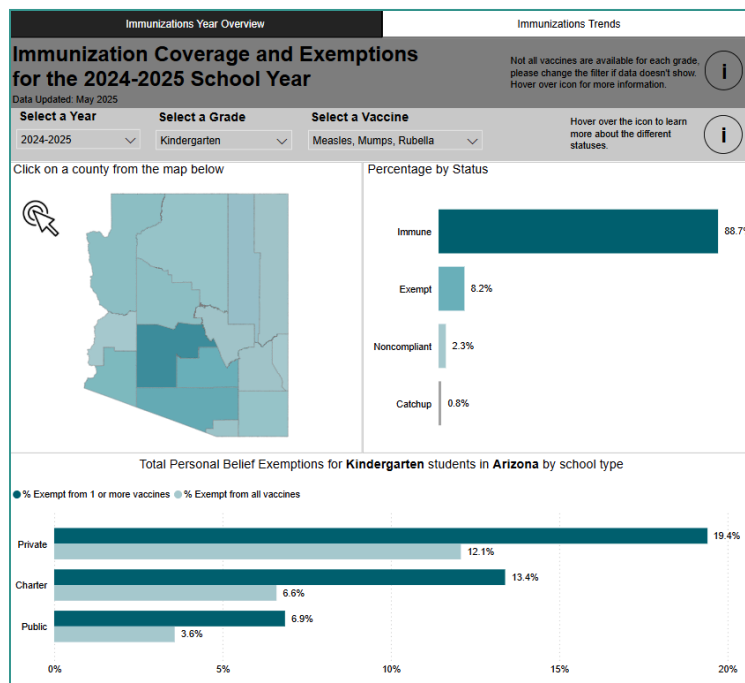 Immunizations Year Overview
Immunizations Trends
Immunization Coverage and Exemptions
for the 2024-2025 School Year
Data Updated: May 2025
Not all vaccines are available for each grade,
please change the filter if data doesn't show.
Hover over icon for more information.
i
Select a Year
2024-2025
Select a Grade
Kindergarten
Select a Vaccine
Measles, Mumps, Rubella
Hover over the icon to learn
more about the different
statuses.
i
Click on a county from the map below
Percentage by Status
Immune
88.7%
Exempt
8.2%
Noncompliant
2.3%
Catchup
0.8%
Total Personal Belief Exemptions for Kindergarten students in Arizona by school type
% Exempt from 1 or more vaccines
% Exempt from all vaccines
Private
19.4%
12.1%
Charter
13.4%
6.6%
Public
6.9%
3.6%
0%
5%
10%
15%
20%